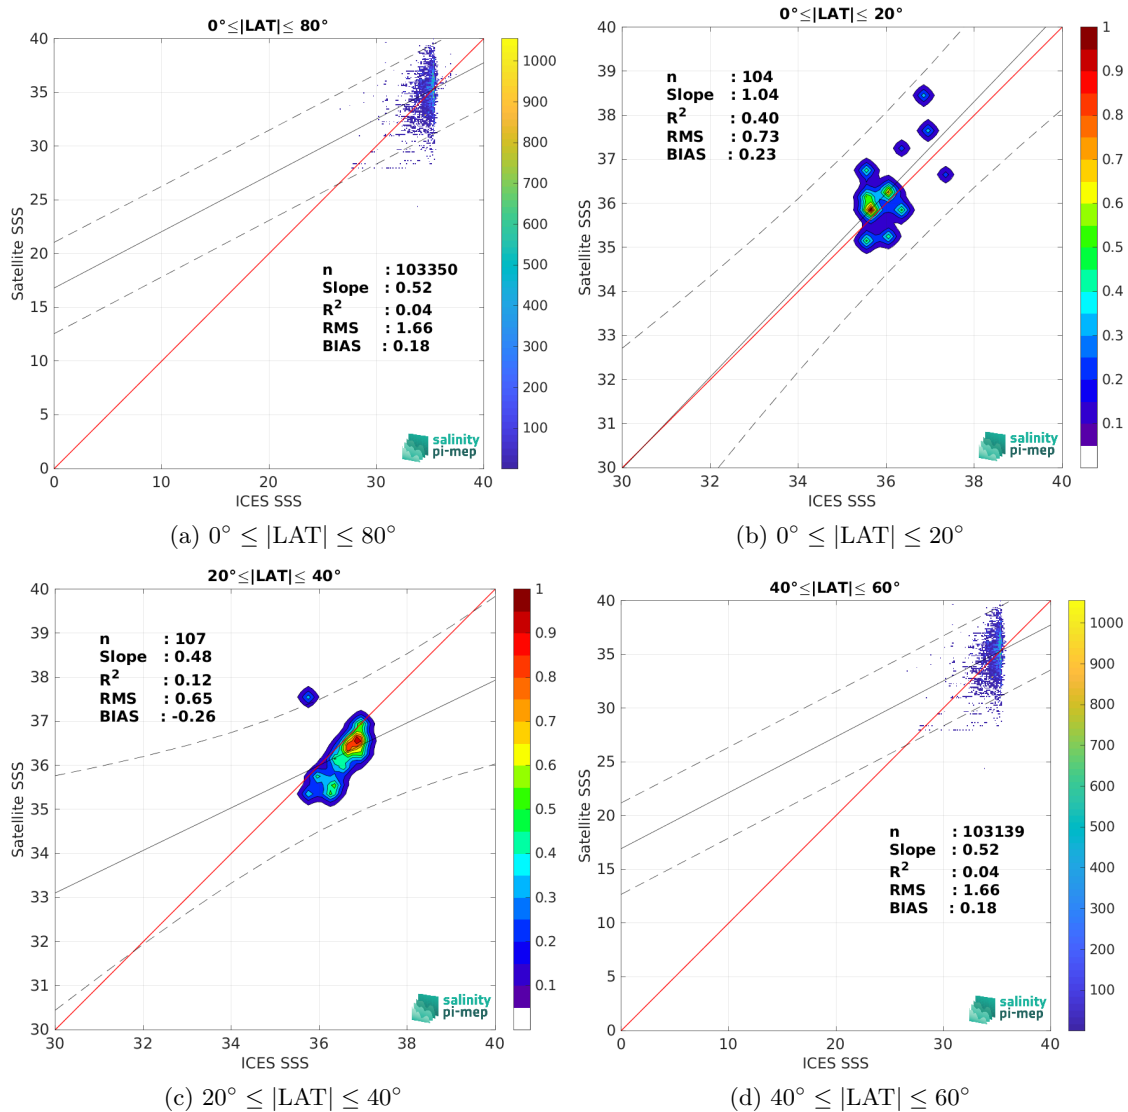 0°≤|LAT|≤ 80°
40
35
30
25
20
15
10
5
0
0
10
20
30
40
Satellite SSS
ICES SSS
n : 103350
Slope : 0.52
R² : 0.04
RMS : 1.66
BIAS : 0.18
salinity
pi-mep
1000
900
800
700
600
500
400
300
200
100
(a) 0° ≤ |LAT| ≤ 80°
0°≤|LAT|≤ 20°
40
39
38
37
36
35
34
33
32
31
30
30
32
34
36
38
40
Satellite SSS
ICES SSS
n : 104
Slope : 1.04
R² : 0.40
RMS : 0.73
BIAS : 0.23
salinity
pi-mep
1
0.9
0.8
0.7
0.6
0.5
0.4
0.3
0.2
0.1
(b) 0° ≤ |LAT| ≤ 20°
20°≤|LAT|≤ 40°
40
39
38
37
36
35
34
33
32
31
30
30
32
34
36
38
40
Satellite SSS
ICES SSS
n : 107
Slope : 0.48
R² : 0.12
RMS : 0.65
BIAS : -0.26
salinity
pi-mep
1
0.9
0.8
0.7
0.6
0.5
0.4
0.3
0.2
0.1
(c) 20° ≤ |LAT| ≤ 40°
40°≤|LAT|≤ 60°
40
35
30
25
20
15
10
5
0
0
10
20
30
40
Satellite SSS
ICES SSS
n : 103139
Slope : 0.52
R² : 0.04
RMS : 1.66
BIAS : 0.18
salinity
pi-mep
1000
900
800
700
600
500
400
300
200
100
(d) 40° ≤ |LAT| ≤ 60°